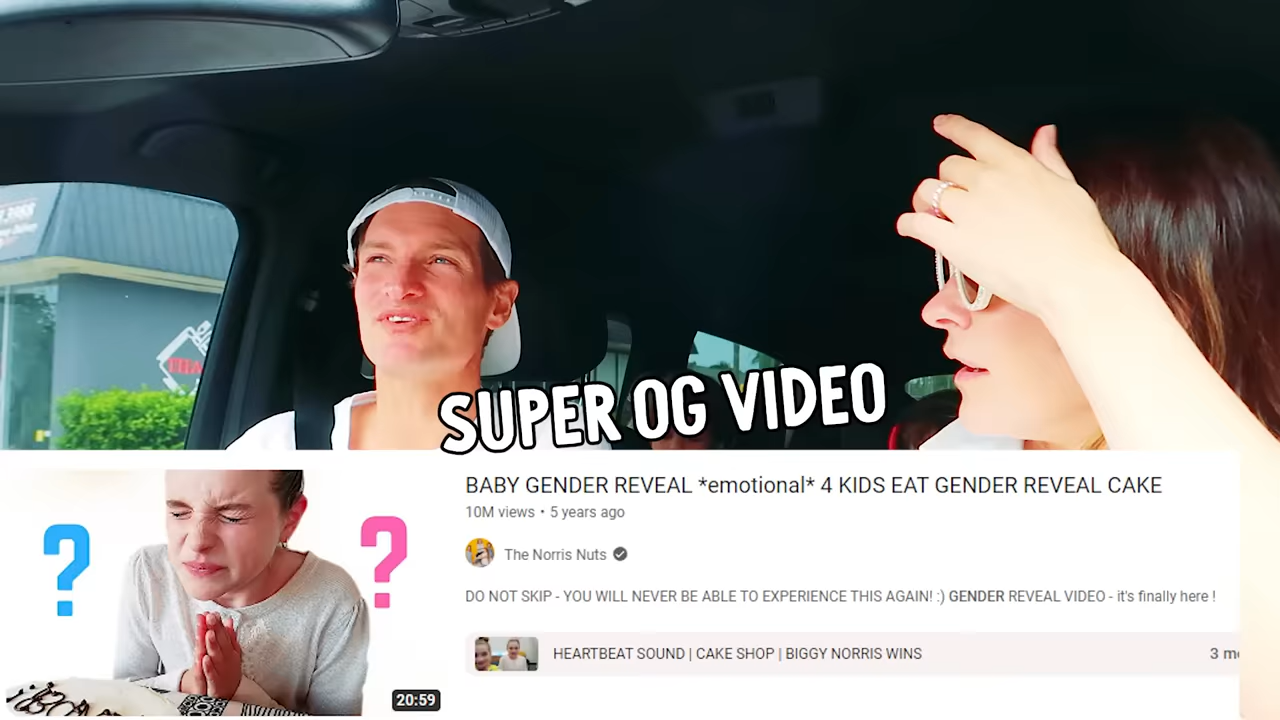 SUPER OG VIDEO
? ?
BABY GENDER REVEAL *emotional* 4 KIDS EAT GENDER REVEAL CAKE
10M views • 5 years ago
The Norris Nuts
DO NOT SKIP - YOU WILL NEVER BE ABLE TO EXPERIENCE THIS AGAIN! :) GENDER REVEAL VIDEO - it's finally here !
HEARTBEAT SOUND | CAKE SHOP | BIGGY NORRIS WINS
20:59